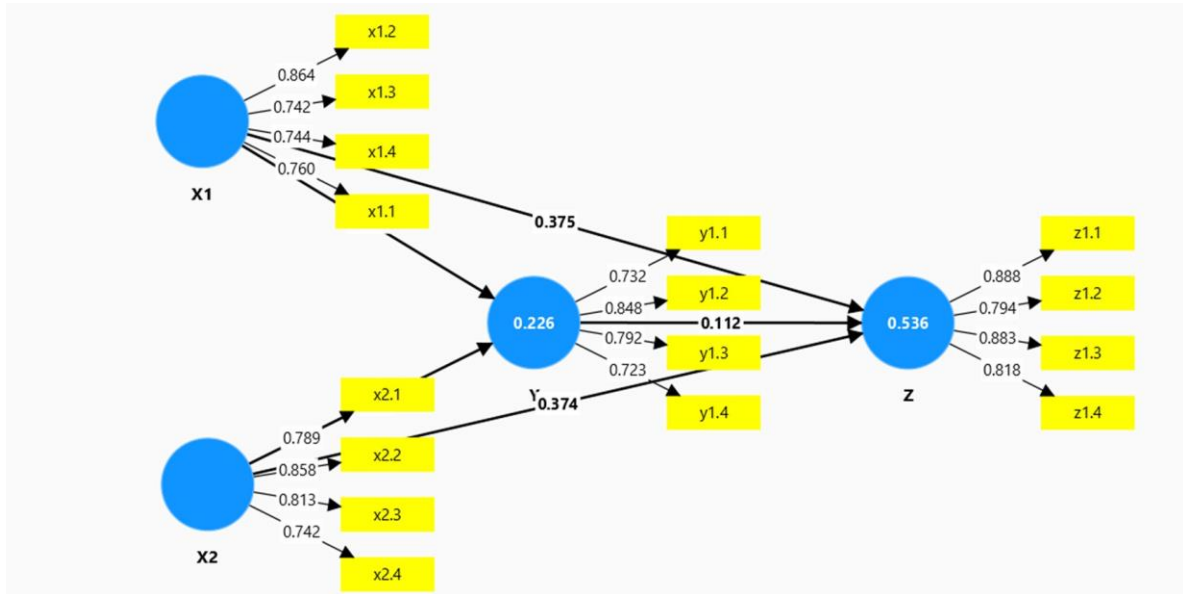 x1.2
0.864
x1.3
0.742
x1.4
0.744
0.760
X1
x1.1
0.375
y1.1
z1.1
0.732
0.888
y1.2
z1.2
0.848
0.794
0.226
0.112
0.536
0.792
0.883
y1.3
z1.3
0.723
0.818
x2.1
Y
0.374
Z
y1.4
z1.4
0.789
x2.2
0.858
0.813
x2.3
0.742
X2
x2.4